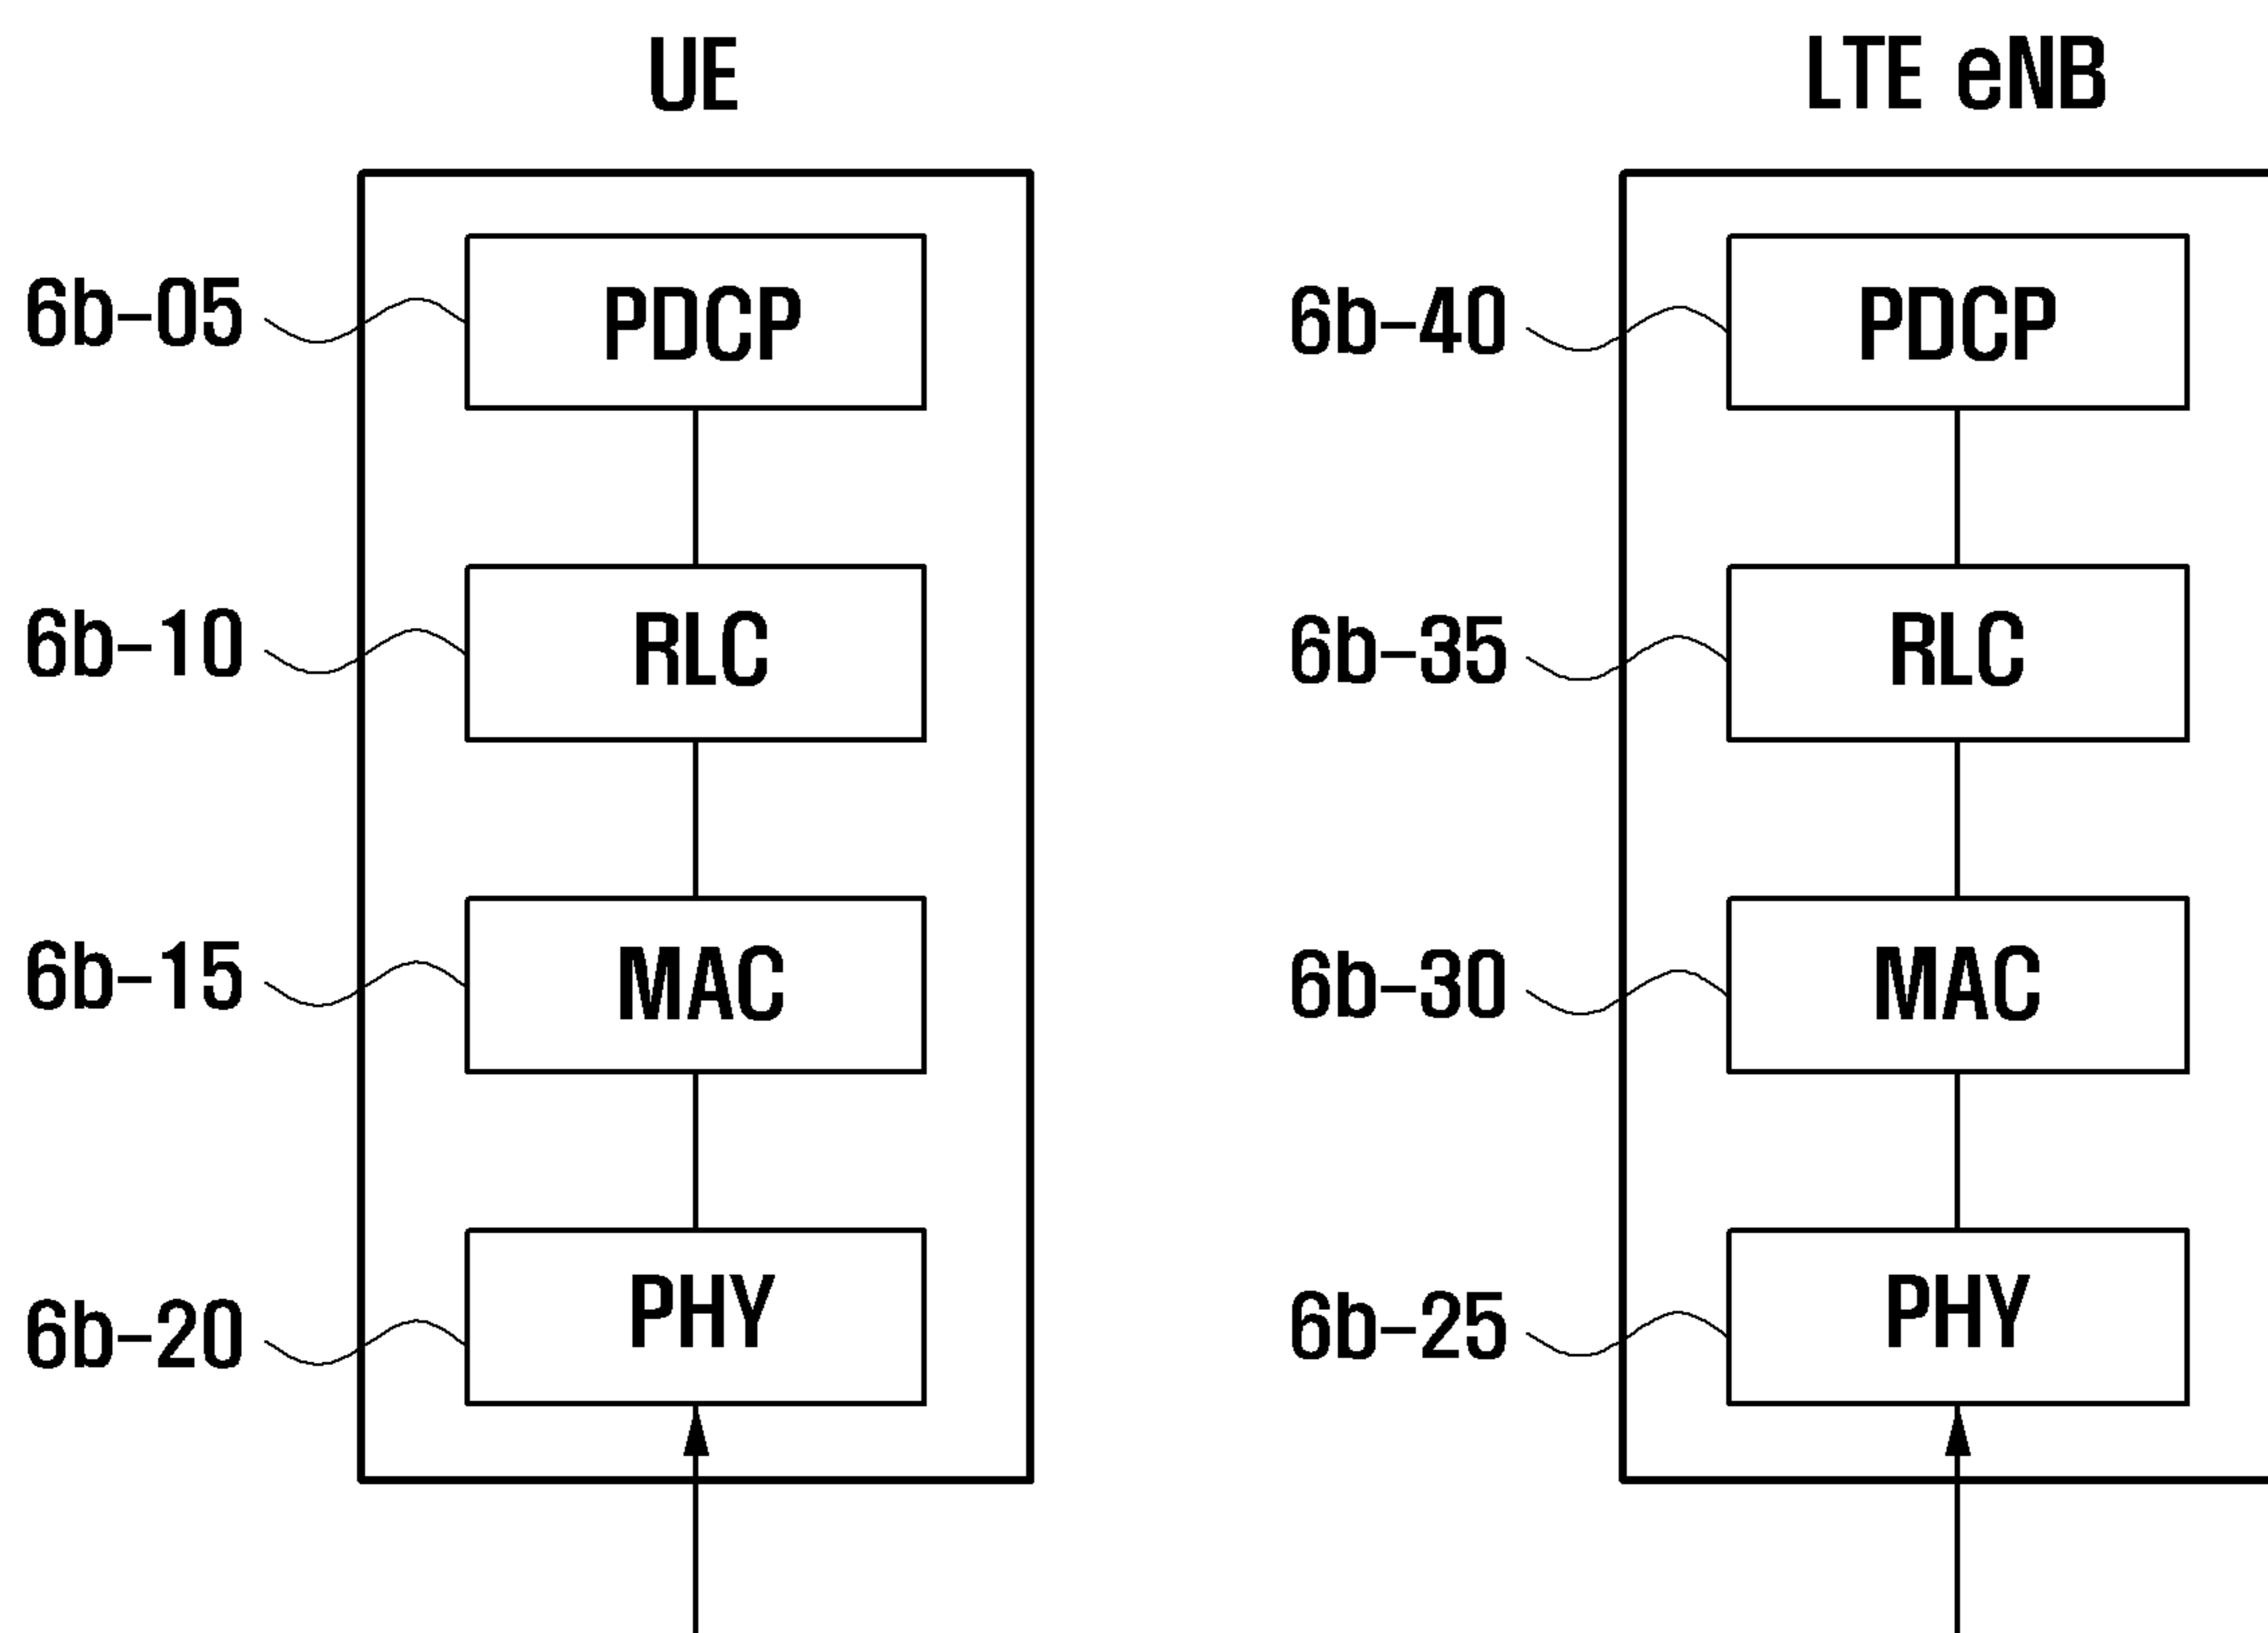 UE
LTE eNB
6b-05
PDCP
6b-40
PDCP
6b-10
RLC
6b-35
RLC
6b-15
MAC
6b-30
MAC
6b-20
PHY
6b-25
PHY